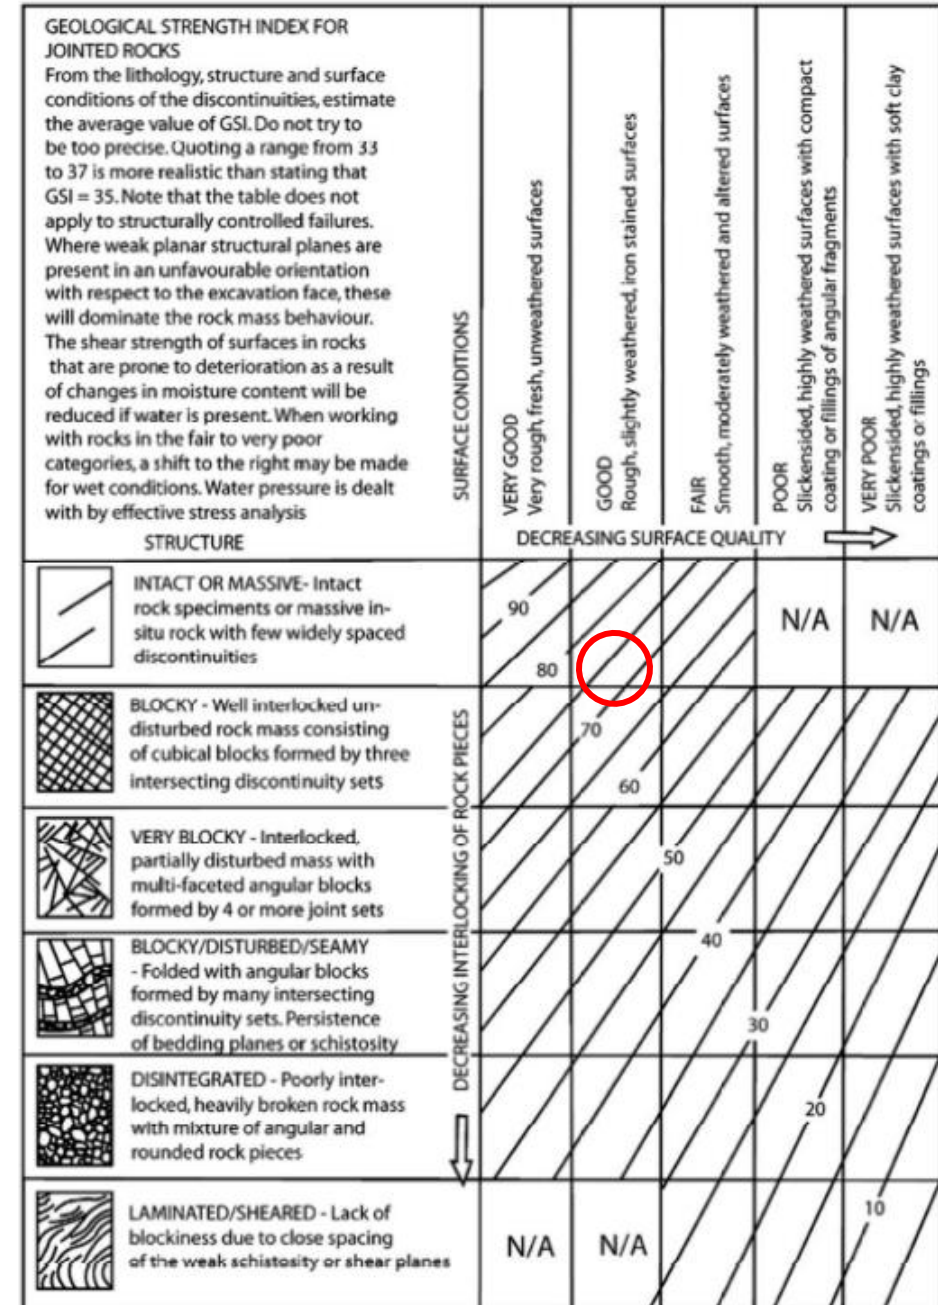 GEOLOGICAL STRENGTH INDEX FOR
JOINTED ROCKS
From the lithology, structure and surface
conditions of the discontinuities, estimate
the average value of GSI. Do not try to
be too precise. Quoting a range from 33
to 37 is more realistic than stating that
GSI = 35. Note that the table does not
apply to structurally controlled failures.
Where weak planar structural planes are
present in an unfavourable orientation
with respect to the excavation face, these
will dominate the rock mass behaviour.
The shear strength of surfaces in rocks
that are prone to deterioration as a result
of changes in moisture content will be
reduced if water is present. When working
with rocks in the fair to very poor
categories, a shift to the right may be made
for wet conditions. Water pressure is dealt
with by effective stress analysis
STRUCTURE
SURFACE CONDITIONS
VERY GOOD
Very rough, fresh, unweathered surfaces
GOOD
Rough, slightly weathered, iron stained surfaces
FAIR
Smooth, moderately weathered and altered surfaces
POOR
Slickensided, highly weathered surfaces with compact
coating or fillings of angular fragments
VERY POOR
Slickensided, highly weathered surfaces with soft clay
coatings or fillings
DECREASING SURFACE QUALITY
INTACT OR MASSIVE- Intact
rock speciments or massive in-
situ rock with few widely spaced
discontinuities
90
80
N/A
N/A
DECREASING INTERLOCKING OF ROCK PIECES
BLOCKY - Well interlocked un-
disturbed rock mass consisting
of cubical blocks formed by three
intersecting discontinuity sets
70
60
VERY BLOCKY - Interlocked,
partially disturbed mass with
multi-faceted angular blocks
formed by 4 or more joint sets
50
BLOCKY/DISTURBED/SEAMY
- Folded with angular blocks
formed by many intersecting
discontinuity sets. Persistence
of bedding planes or schistosity
40
30
DISINTEGRATED - Poorly inter-
locked, heavily broken rock mass
with mixture of angular and
rounded rock pieces
20
LAMINATED/SHEARED - Lack of
blockiness due to close spacing
of the weak schistosity or shear planes
N/A
N/A
10